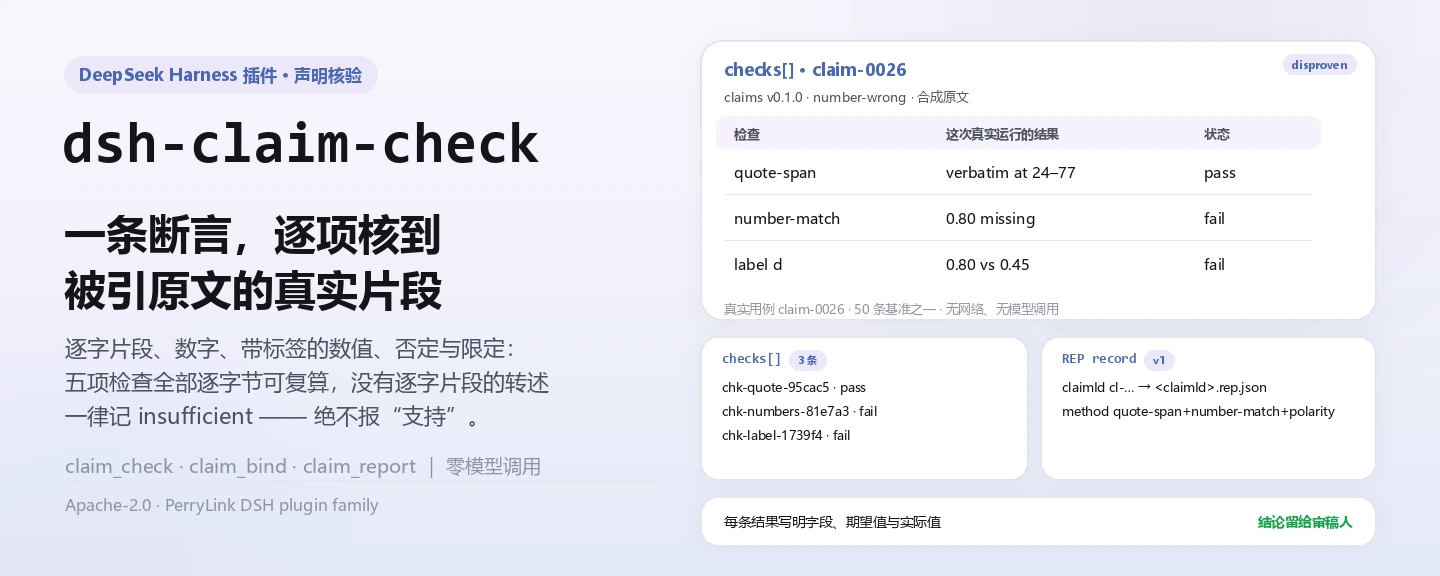 DeepSeek Harness 插件 • 声明核验
dsh-claim-check
一条断言，逐项核到
被引原文的真实片段
逐字片段、数字、带标签的数值、否定与限定：
五项检查全部逐字节可复算，没有逐字片段的转述
一律记 insufficient —— 绝不报“支持”。
claim_check · claim_bind · claim_report | 零模型调用
Apache-2.0 · PerryLink DSH plugin family
checks[] • claim-0026
disproven
claims v0.1.0 · number-wrong · 合成原文
检查 这次真实运行的结果 状态
quote-span verbatim at 24–77 pass
number-match 0.80 missing fail
label d 0.80 vs 0.45 fail
真实用例 claim-0026 · 50 条基准之一 · 无网络、无模型调用
checks[] 3 条
chk-quote-95cac5 · pass
chk-numbers-81e7a3 · fail
chk-label-1739f4 · fail
REP record v1
claimId cl-… → <claimId>.rep.json
method quote-span+number-match+polarity
每条结果写明字段、期望值与实际值
结论留给审稿人